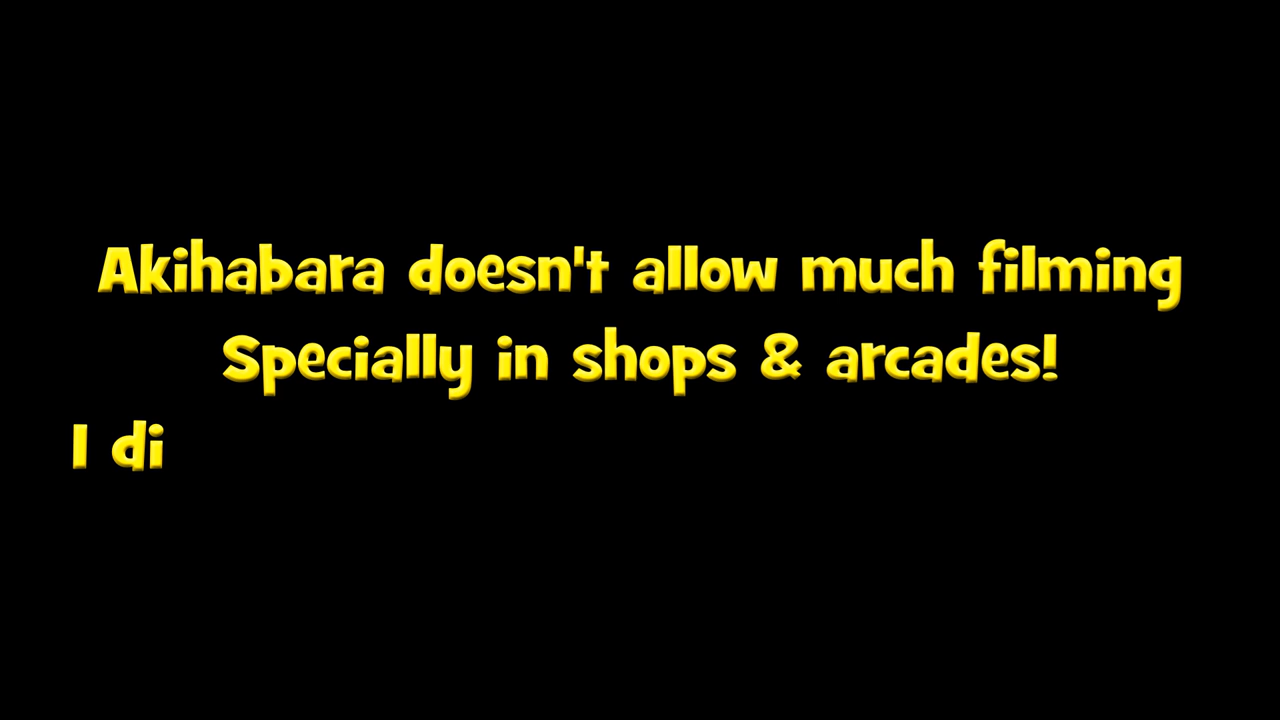 Akihabara doesn't allow much filming
Specially in shops & arcades!
I di